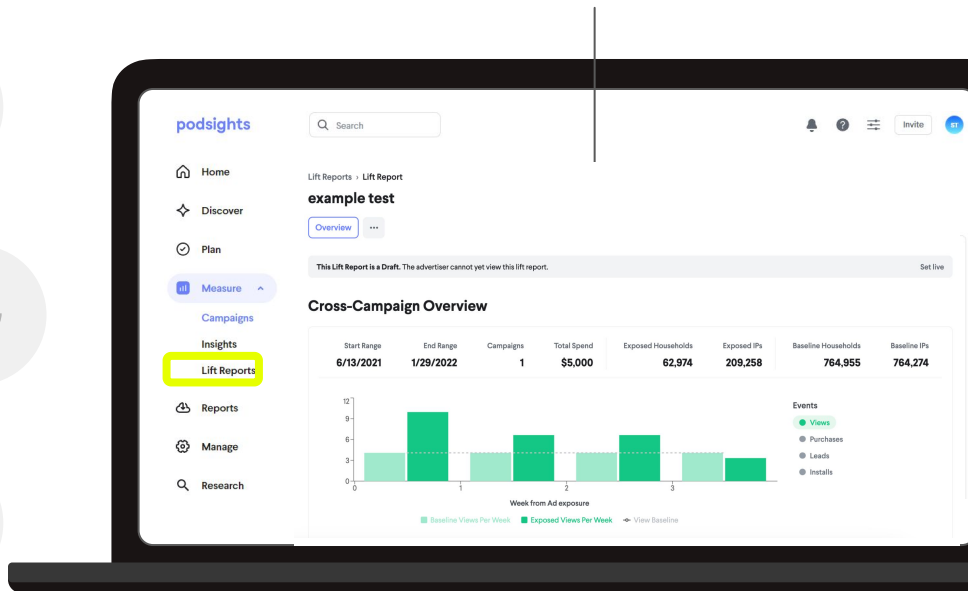 podsights
Search
Invite
ST
Home
Discover
Plan
Measure
Campaigns
Insights
Lift Reports
Reports
Manage
Research
Lift Reports › Lift Report
example test
Overview
...
This Lift Report is a Draft. The advertiser cannot yet view this lift report.
Set live
Cross-Campaign Overview
Start Range End Range Campaigns Total Spend Exposed Households Exposed IPs Baseline Households Baseline IPs
6/13/2021 1/29/2022 1 $5,000 62,974 209,258 764,955 764,274
12
9
6
3
0
0 1 2 3
Week from Ad exposure
Baseline Views Per Week Exposed Views Per Week View Baseline
Events
Views
Purchases
Leads
Installs